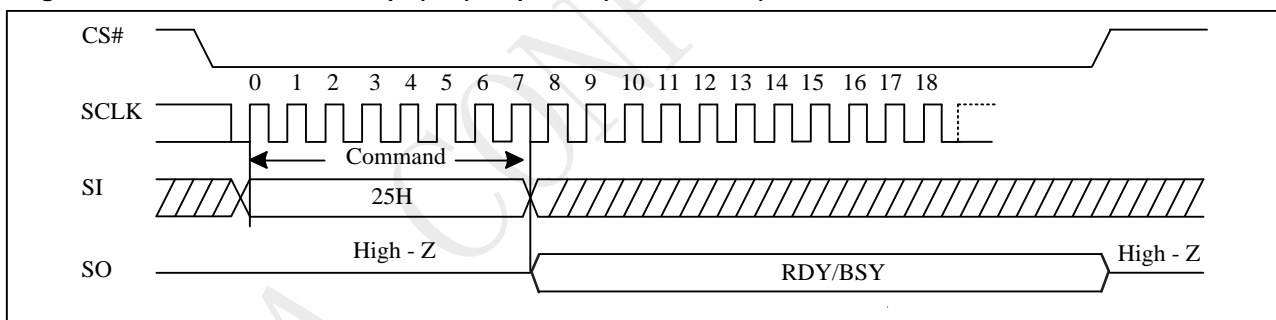 CS#
0 1 2 3 4 5 6 7 8 9 10 11 12 13 14 15 16 17 18
SCLK
Command
SI
25H
High - Z
High - Z
SO
RDY/BSY